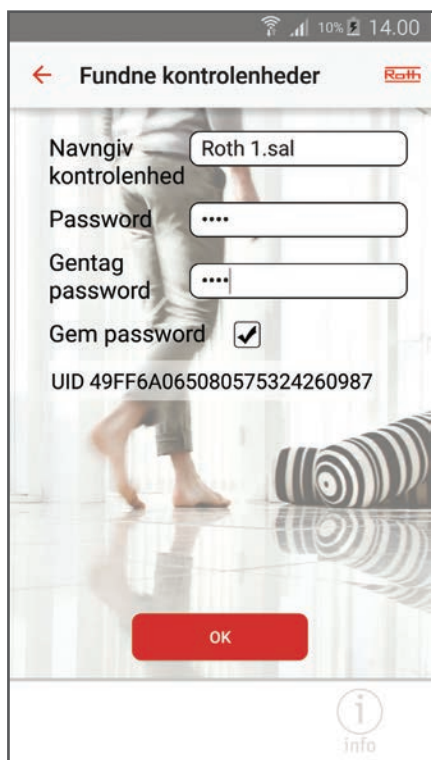 10% 14.00
Fundne kontrolenheder Roth
Navngiv Roth 1.sal
kontrolenhed
Password ••••
Gentag
password ••••
Gem password
UID 49FF6A065080575324260987
OK
i
info